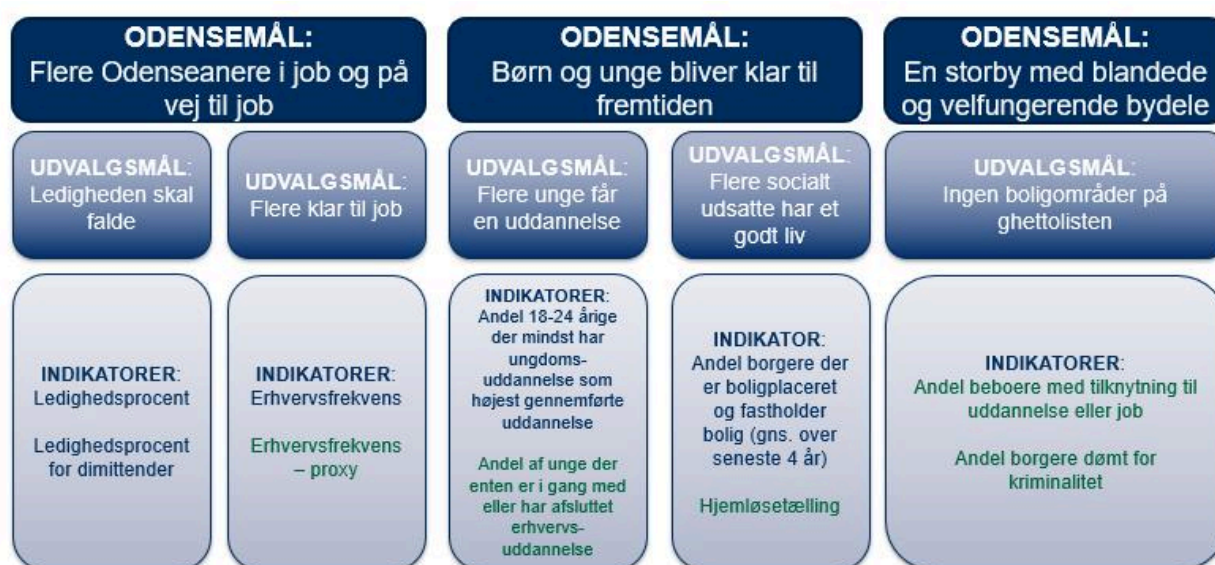 ODENSEMÅL:
Flere Odenseanere i job og på
vej til job
ODENSEMÅL:
Børn og unge bliver klar til
fremtiden
ODENSEMÅL:
En storby med blandede
og velfungerende bydele
UDVALGSMÅL:
Ledigheden skal
falde
UDVALGSMÅL:
Flere klar til job
UDVALGSMÅL:
Flere unge får
en uddannelse
UDVALGSMÅL:
Flere socialt
udsatte har et
godt liv
UDVALGSMÅL:
Ingen boligområder på
ghettolisten
INDIKATORER:
Ledighedsprocent
Ledighedsprocent
for dimittender
INDIKATORER:
Erhvervsfrekvens
Erhvervsfrekvens
– proxy
INDIKATORER:
Andel 18-24 årige
der mindst har
ungdoms-
uddannelse som
højest gennemførte
uddannelse
Andel af unge der
enten er i gang med
eller har afsluttet
erhvervs-
uddannelse
INDIKATOR:
Andel borgere der
er boligplaceret
og fastholder
bolig (gns. over
seneste 4 år)
Hjemløsetælling
INDIKATORER:
Andel beboere med tilknytning til
uddannelse eller job
Andel borgere dømt for
kriminalitet